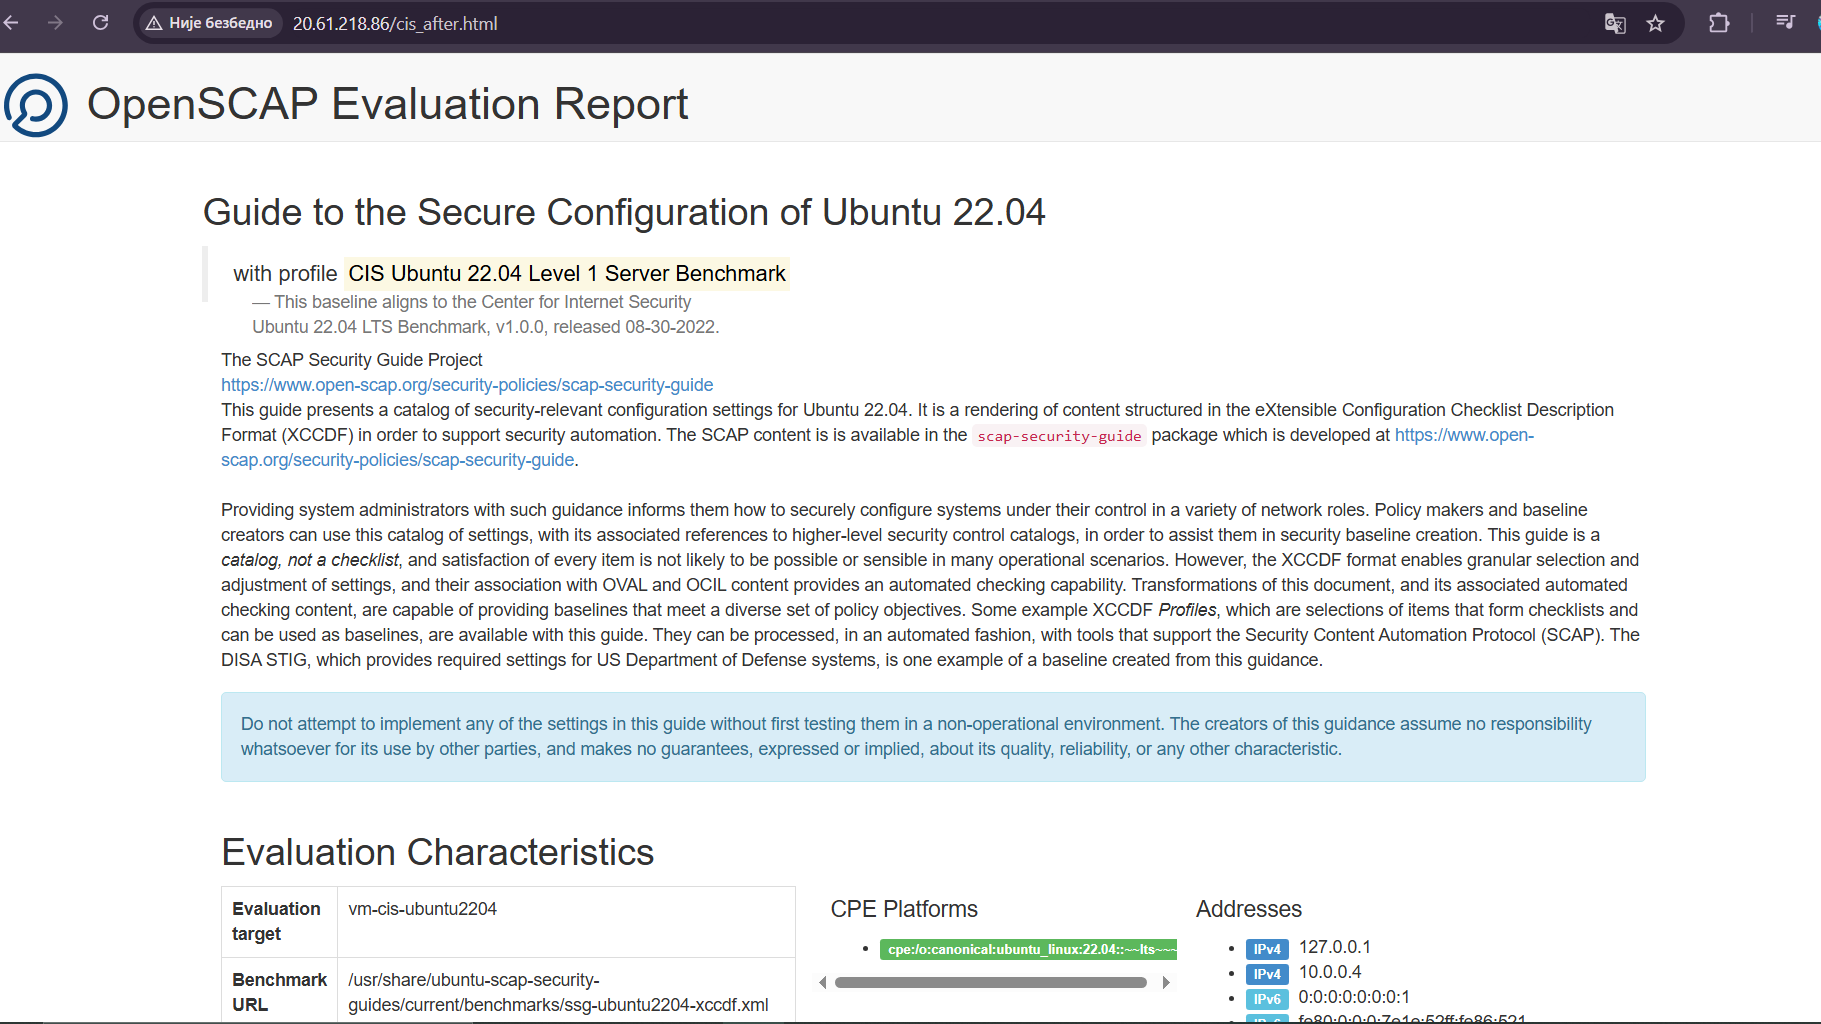 Није безбедно 20.61.218.86/cis_after.html
OpenSCAP Evaluation Report
Guide to the Secure Configuration of Ubuntu 22.04
with profile CIS Ubuntu 22.04 Level 1 Server Benchmark
— This baseline aligns to the Center for Internet Security
Ubuntu 22.04 LTS Benchmark, v1.0.0, released 08-30-2022.
The SCAP Security Guide Project
https://www.open-scap.org/security-policies/scap-security-guide
This guide presents a catalog of security-relevant configuration settings for Ubuntu 22.04. It is a rendering of content structured in the eXtensible Configuration Checklist Description
Format (XCCDF) in order to support security automation. The SCAP content is is available in the scap-security-guide package which is developed at https://www.open-
scap.org/security-policies/scap-security-guide.
Providing system administrators with such guidance informs them how to securely configure systems under their control in a variety of network roles. Policy makers and baseline
creators can use this catalog of settings, with its associated references to higher-level security control catalogs, in order to assist them in security baseline creation. This guide is a
catalog, not a checklist, and satisfaction of every item is not likely to be possible or sensible in many operational scenarios. However, the XCCDF format enables granular selection and
adjustment of settings, and their association with OVAL and OCIL content provides an automated checking capability. Transformations of this document, and its associated automated
checking content, are capable of providing baselines that meet a diverse set of policy objectives. Some example XCCDF Profiles, which are selections of items that form checklists and
can be used as baselines, are available with this guide. They can be processed, in an automated fashion, with tools that support the Security Content Automation Protocol (SCAP). The
DISA STIG, which provides required settings for US Department of Defense systems, is one example of a baseline created from this guidance.
Do not attempt to implement any of the settings in this guide without first testing them in a non-operational environment. The creators of this guidance assume no responsibility
whatsoever for its use by other parties, and makes no guarantees, expressed or implied, about its quality, reliability, or any other characteristic.
Evaluation Characteristics
Evaluation target
vm-cis-ubuntu2204
Benchmark URL
/usr/share/ubuntu-scap-security-
guides/current/benchmarks/ssg-ubuntu2204-xccdf.xml
CPE Platforms
cpe:/o:canonical:ubuntu_linux:22.04::~~lts~~~
Addresses
IPv4 127.0.0.1
IPv4 10.0.0.4
IPv6 0:0:0:0:0:0:0:1